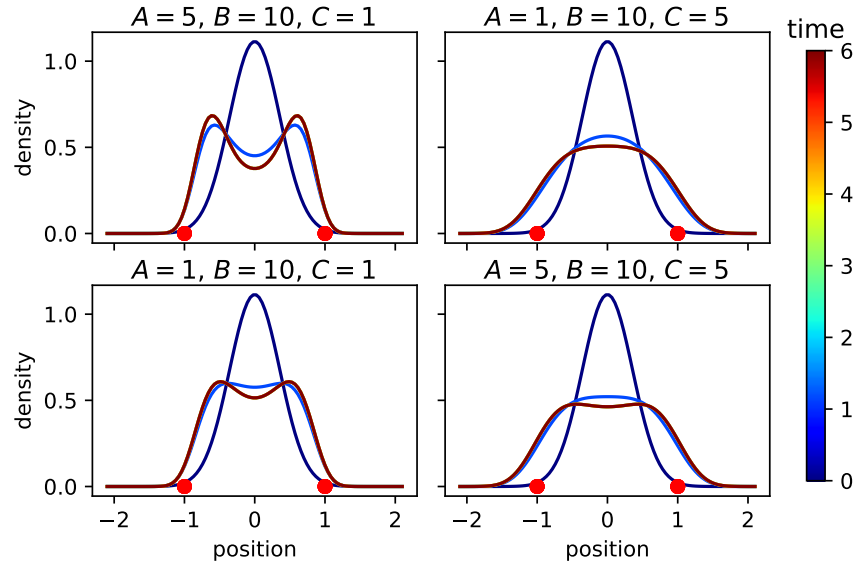 A = 5, B = 10, C = 1
A = 1, B = 10, C = 5
time
density
1.0
0.5
0.0
6
5
4
3
2
1
0
−2
−1
0
1
2
−2
−1
0
1
2
A = 1, B = 10, C = 1
A = 5, B = 10, C = 5
density
1.0
0.5
0.0
position
position